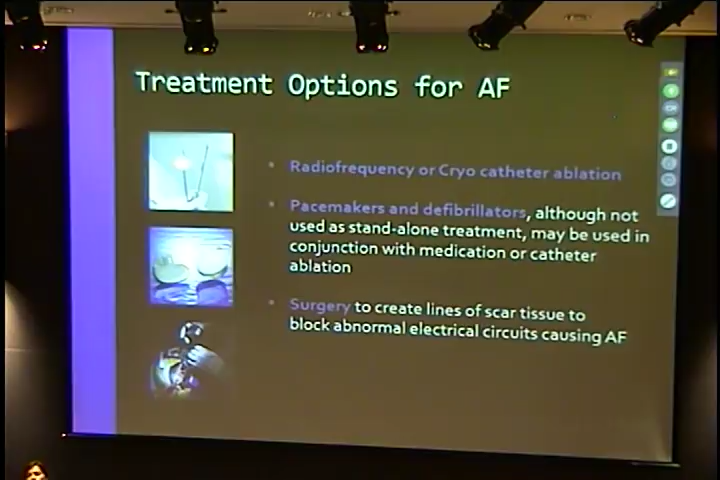 Treatment Options for AF
• Radiofrequency or Cryo catheter ablation
• Pacemakers and defibrillators, although not
used as stand-alone treatment, may be used in
conjunction with medication or catheter
ablation
• Surgery to create lines of scar tissue to
block abnormal electrical circuits causing AF